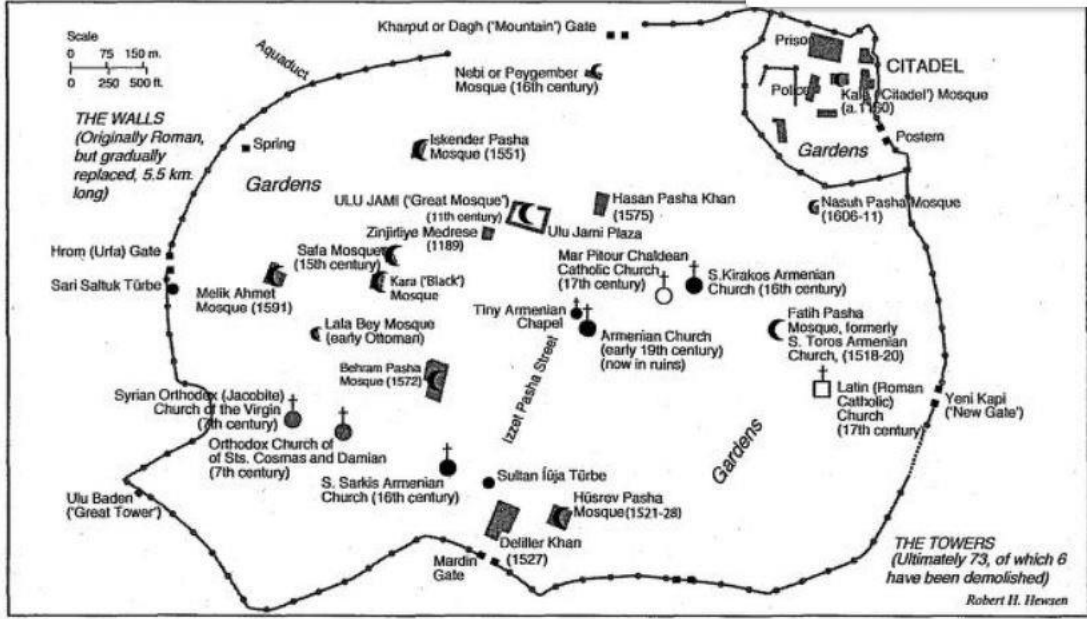 Kharput or Dagh ('Mountain') Gate
Scale
0 75 150 m.
0 250 500 ft.
Aquaduct
Nebi or Peygember
Mosque (16th century)
Prison
CITADEL
Police
Kale ('Citadel') Mosque
(a.1160)
Postern
Gardens
THE WALLS
(Originally Roman,
but gradually
replaced, 5.5 km.
long)
Spring
Iskender Pasha
Mosque (1551)
Gardens
ULU JAMI ('Great Mosque')
(11th century)
Hasan Pasha Khan
(1575)
Nasuh Pasha Mosque
(1606-11)
Zinjirliye Medrese
(1189)
Ulu Jami Plaza
Hrom (Urfa) Gate
Safa Mosque
(15th century)
Mar Pitour Chaldean
Catholic Church
(17th century)
S.Kirakos Armenian
Church (16th century)
Sari Saltuk Türbe
Melik Ahmet
Mosque (1591)
Kara ('Black')
Mosque
Tiny Armenian
Chapel
Lala Bey Mosque
(early Ottoman)
Armenian Church
(early 19th century)
(now in ruins)
Fatih Pasha
Mosque, formerly
S. Toros Armenian
Church, (1518-20)
Behram Pasha
Mosque (1572)
Izzet Pasha Street
Syrian Orthodox (Jacobite)
Church of the Virgin
(7th century)
Latin (Roman
Catholic)
Church
(17th century)
Yeni Kapi
('New Gate')
Orthodox Church of
of Sts. Cosmas and Damian
(7th century)
Gardens
S. Sarkis Armenian
Church (16th century)
Sultan Türbe
Ulu Baden
('Great Tower')
Hüsrev Pasha
Mosque (1521-28)
Deliller Khan
(1527)
Mardin
Gate
THE TOWERS
(Ultimately 73, of which 6
have been demolished)
Robert H. Hewsen